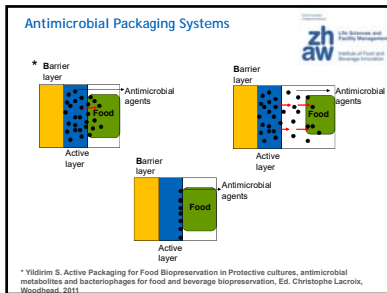 Antimicrobial Packaging Systems
zhaw
Life Sciences and
Facility Management
Institute of Food and
Beverage Innovation
*
Barrier
layer
Antimicrobial
agents
Food
Active
layer
Barrier
layer
Antimicrobial
agents
Food
Active
layer
Barrier
layer
Antimicrobial
agents
Food
Active
layer
* Yildirim S. Active Packaging for Food Biopreservation in Protective cultures, antimicrobial
metabolites and bacteriophages for food and beverage biopreservation, Ed. Christophe Lacroix,
Woodhead, 2011